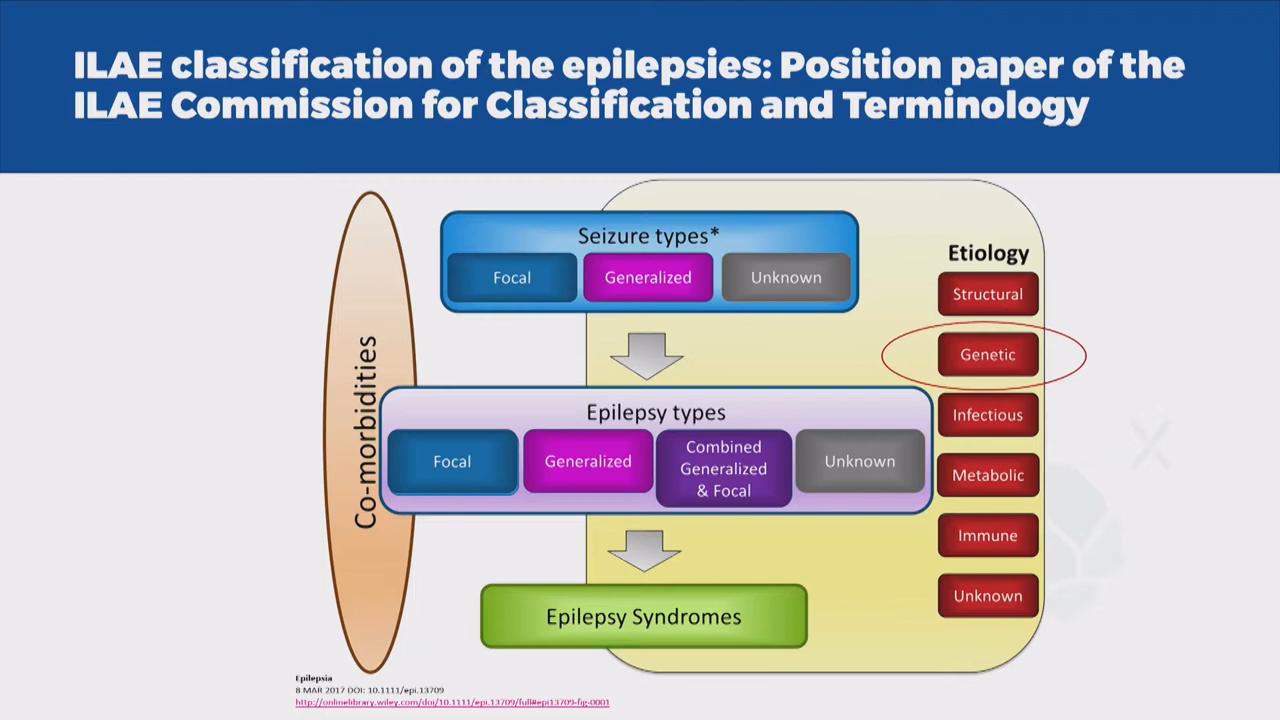 ILAE classification of the epilepsies: Position paper of the
ILAE Commission for Classification and Terminology
Co-morbidities
Seizure types*
Focal
Generalized
Unknown
Epilepsy types
Focal
Generalized
Combined
Generalized
& Focal
Unknown
Epilepsy Syndromes
Etiology
Structural
Genetic
Infectious
Metabolic
Immune
Unknown
Epilepsia
8 MAR 2017 DOI: 10.1111/epi.13709
http://onlinelibrary.wiley.com/doi/10.1111/epi.13709/full#epi13709-fig-0001